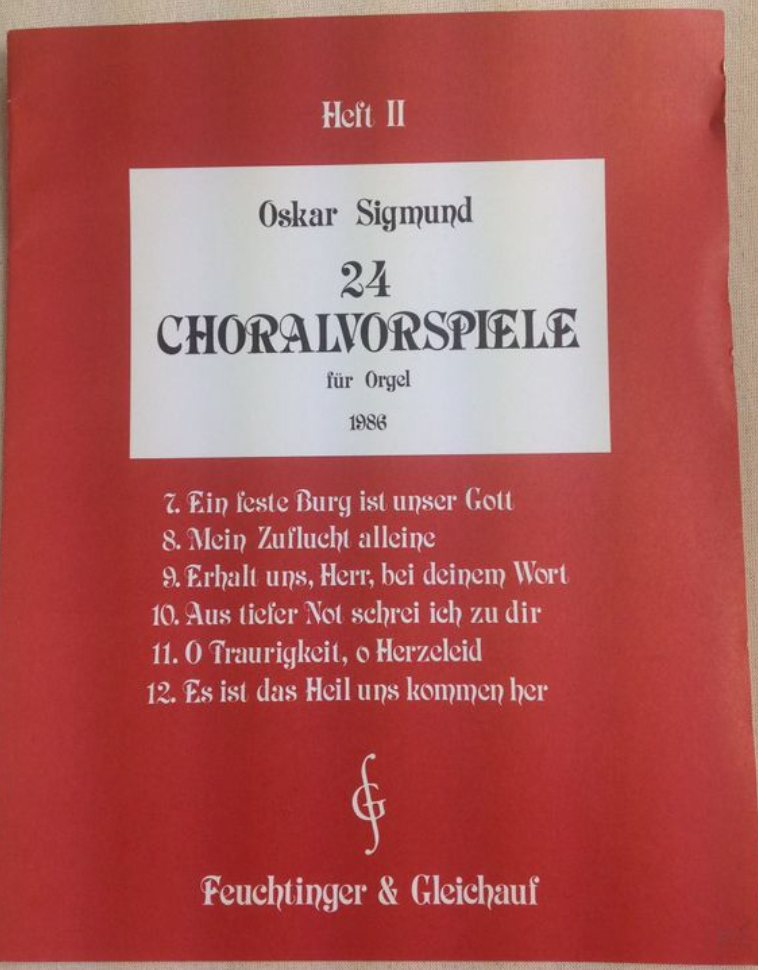 Heft II
Oskar Sigmund
24
CHORALVORSPIELE
für Orgel
1986
7. Ein feste Burg ist unser Gott
8. Mein Zuflucht alleine
9. Erhalt uns, Herr, bei deinem Wort
10. Aus tiefer Not schrei ich zu dir
11. O Traurigkeit, o Herzeleid
12. Es ist das Heil uns kommen her
Feuchtinger & Gleichauf